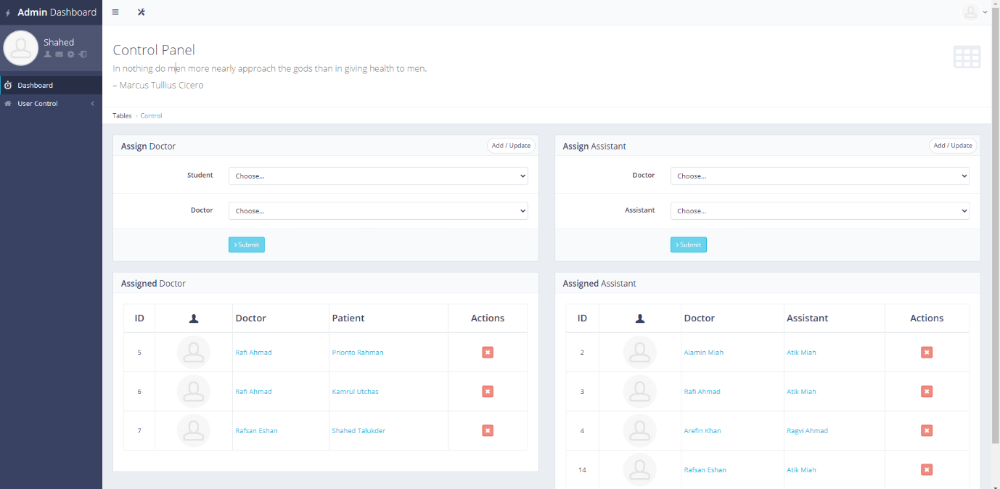 Admin Dashboard
Shahed
Dashboard
User Control
Control Panel
In nothing do men more nearly approach the gods than in giving health to men.
– Marcus Tullius Cicero
Tables › Control
Assign Doctor Add / Update
Student Choose...
Doctor Choose...
› Submit
Assign Assistant Add / Update
Doctor Choose...
Assistant Choose...
› Submit
Assigned Doctor
ID Doctor Patient Actions
5 Rafi Ahmad Prionto Rahman
6 Rafi Ahmad Kamrul Utchas
7 Rafsan Eshan Shahed Talukder
Assigned Assistant
ID Doctor Assistant Actions
2 Alamin Miah Atik Miah
3 Rafi Ahmad Atik Miah
4 Arefin Khan Ragvi Ahmad
14 Rafsan Eshan Atik Miah